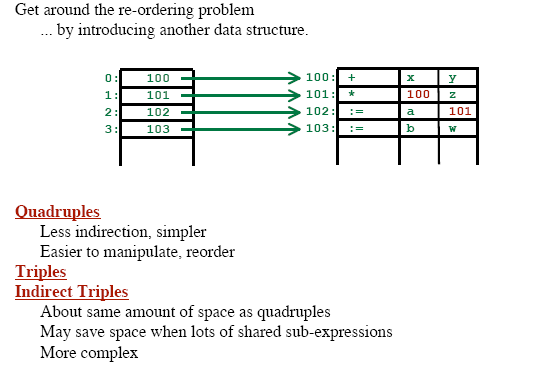 Get around the re-ordering problem
... by introducing another data structure.
0: 100 100: + x y
1: 101 101: * 100 z
2: 102 102: := a 101
3: 103 103: := b w
Quadruples
Less indirection, simpler
Easier to manipulate, reorder
Triples
Indirect Triples
About same amount of space as quadruples
May save space when lots of shared sub-expressions
More complex